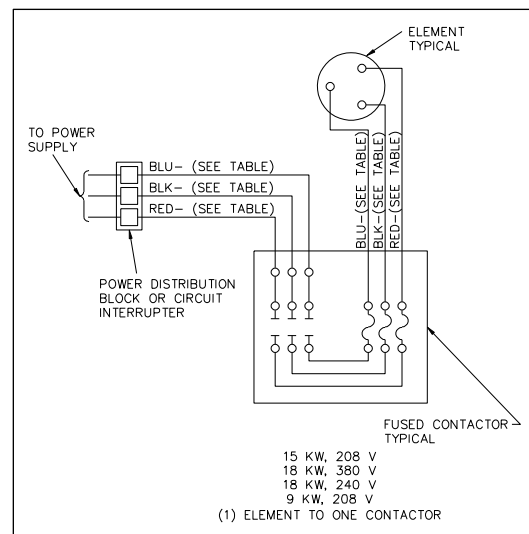 ELEMENT
TYPICAL
TO POWER
SUPPLY
BLU- (SEE TABLE)
BLK- (SEE TABLE)
RED- (SEE TABLE)
BLU-(SEE TABLE)
BLK-(SEE TABLE)
RED-(SEE TABLE)
POWER DISTRIBUTION
BLOCK OR CIRCUIT
INTERRUPTER
FUSED CONTACTOR
TYPICAL
15 KW, 208 V
18 KW, 380 V
18 KW, 240 V
9 KW, 208 V
(1) ELEMENT TO ONE CONTACTOR